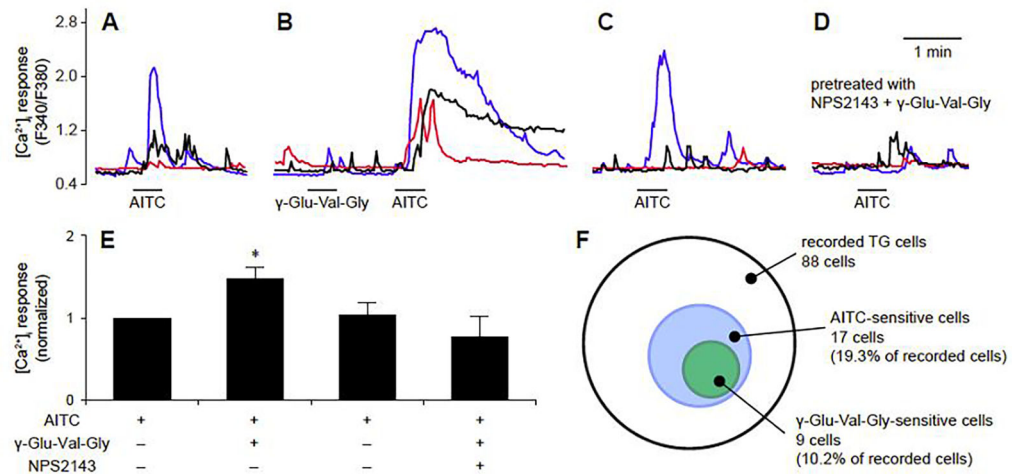 A
B
C
D
[Ca²⁺]ᵢ response
(F340/F380)
2.8
2.0
1.2
0.4
1 min
pretreated with
NPS2143 + γ-Glu-Val-Gly
AITC
γ-Glu-Val-Gly
AITC
AITC
AITC
E
[Ca²⁺]ᵢ response
(normalized)
2
1
0
*
AITC + + + +
γ-Glu-Val-Gly – + – +
NPS2143 – – – +
F
recorded TG cells
88 cells
AITC-sensitive cells
17 cells
(19.3% of recorded cells)
γ-Glu-Val-Gly-sensitive cells
9 cells
(10.2% of recorded cells)